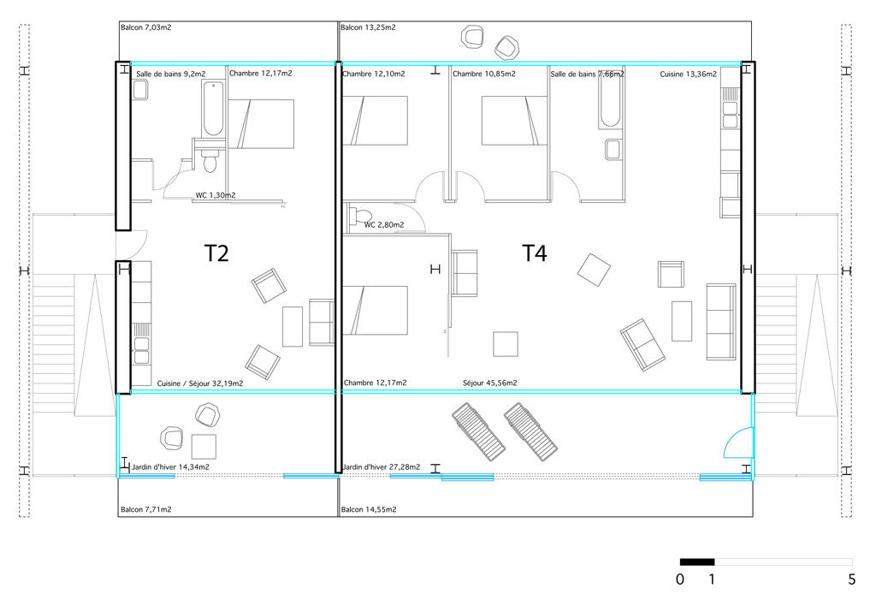 Balcon 7,03m2
Balcon 13,25m2
Salle de bains 9,2m2
Chambre 12,17m2
Chambre 12,10m2
Chambre 10,85m2
Salle de bains 7,66m2
Cuisine 13,36m2
WC 1,30m2
WC 2,80m2
T2
T4
Cuisine / Séjour 32,19m2
Chambre 12,17m2
Séjour 45,56m2
Jardin d'hiver 14,34m2
Jardin d'hiver 27,28m2
Balcon 7,71m2
Balcon 14,55m2
0 1 5